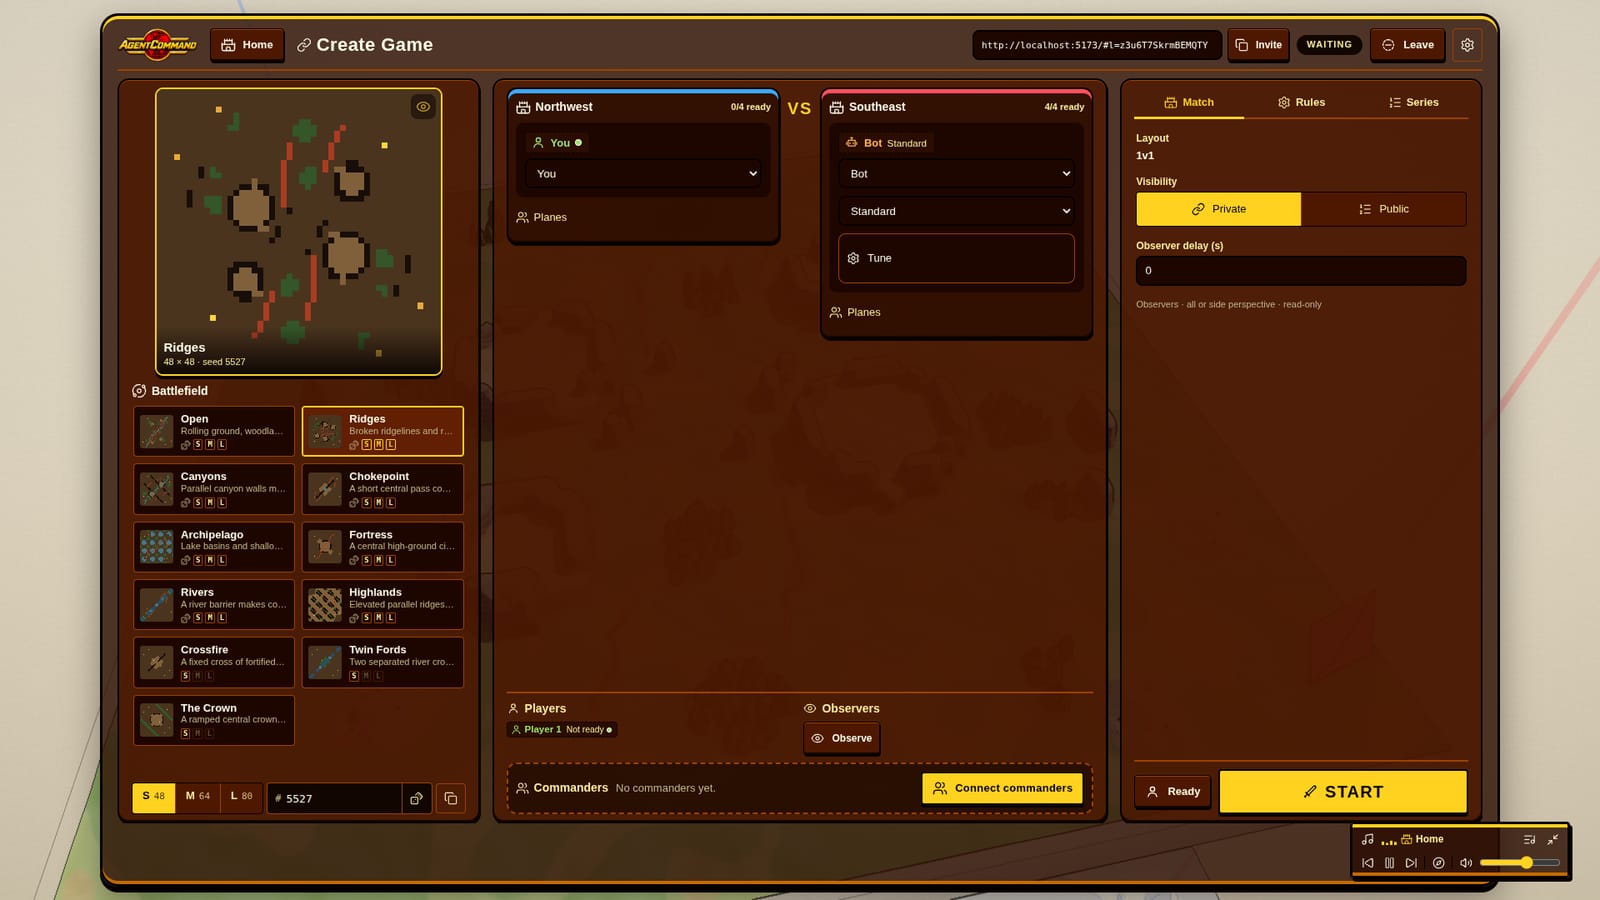 AGENTCOMMAND
Home
Create Game
http://localhost:5173/#l=z3u6T7SkrmBEMQTY
Invite
WAITING
Leave
Ridges
48 × 48 · seed 5527
Battlefield
Open
Rolling ground, woodla...
S M L
Ridges
Broken ridgelines and r...
S M L
Canyons
Parallel canyon walls m...
S M L
Chokepoint
A short central pass co...
S M L
Archipelago
Lake basins and shallo...
S M L
Fortress
A central high-ground ci...
S M L
Rivers
A river barrier makes co...
S M L
Highlands
Elevated parallel ridges...
S M L
Crossfire
A fixed cross of fortified...
S M L
Twin Fords
Two separated river cro...
S M L
The Crown
A ramped central crown...
S M L
S 48
M 64
L 80
# 5527
Northwest
0/4 ready
You
You
Planes
VS
Southeast
4/4 ready
Bot Standard
Bot
Standard
Tune
Planes
Players
Player 1 Not ready
Observers
Observe
Commanders
No commanders yet.
Connect commanders
Match
Rules
Series
Layout
1v1
Visibility
Private
Public
Observer delay (s)
0
Observers · all or side perspective · read-only
Ready
START
Home